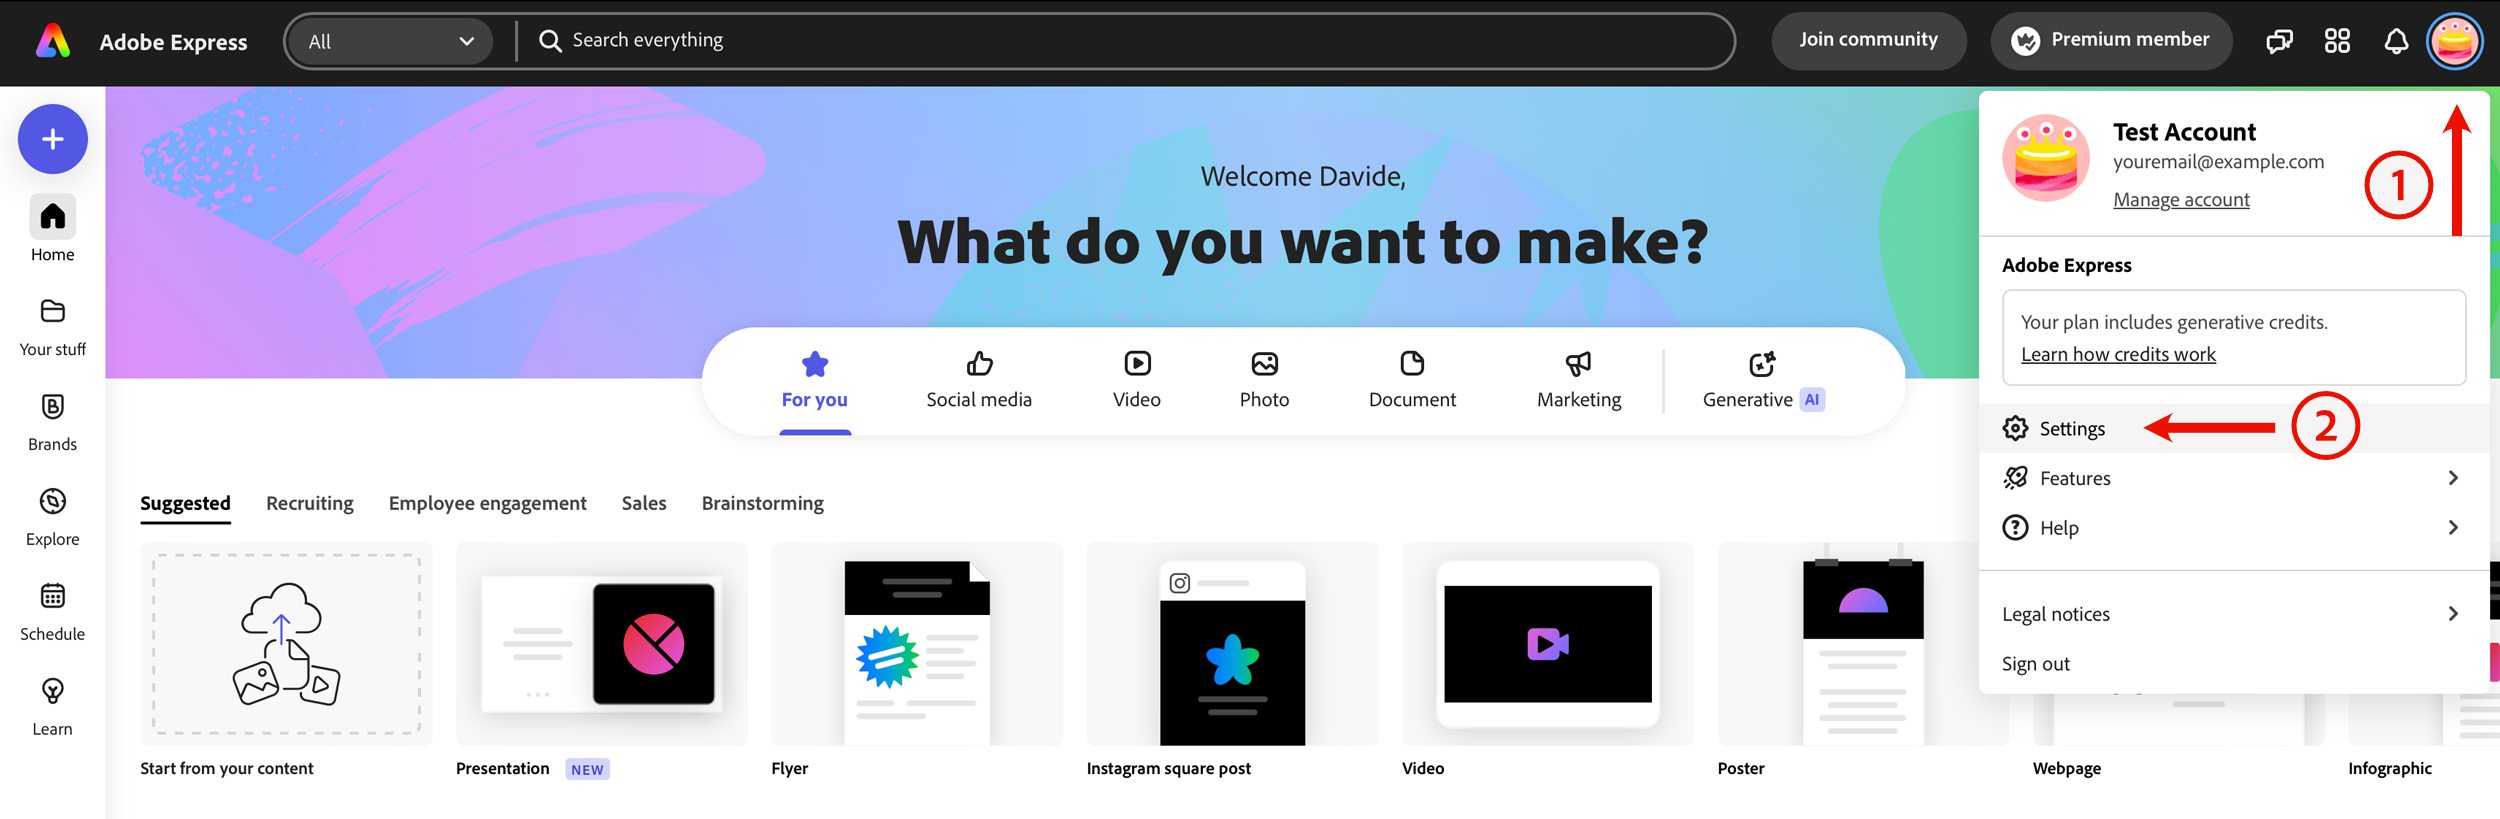 Adobe Express
All
Search everything
Join community
Premium member
Home
Your stuff
B
Brands
Explore
Schedule
Learn
Welcome Davide,
What do you want to make?
For you
Social media
Video
Photo
Document
Marketing
Generative AI
Suggested
Recruiting
Employee engagement
Sales
Brainstorming
Start from your content
Presentation NEW
Flyer
Instagram square post
Video
Poster
Webpage
Infographic
Test Account
youremail@example.com
Manage account
1
Adobe Express
Your plan includes generative credits.
Learn how credits work
Settings
2
Features
Help
Legal notices
Sign out